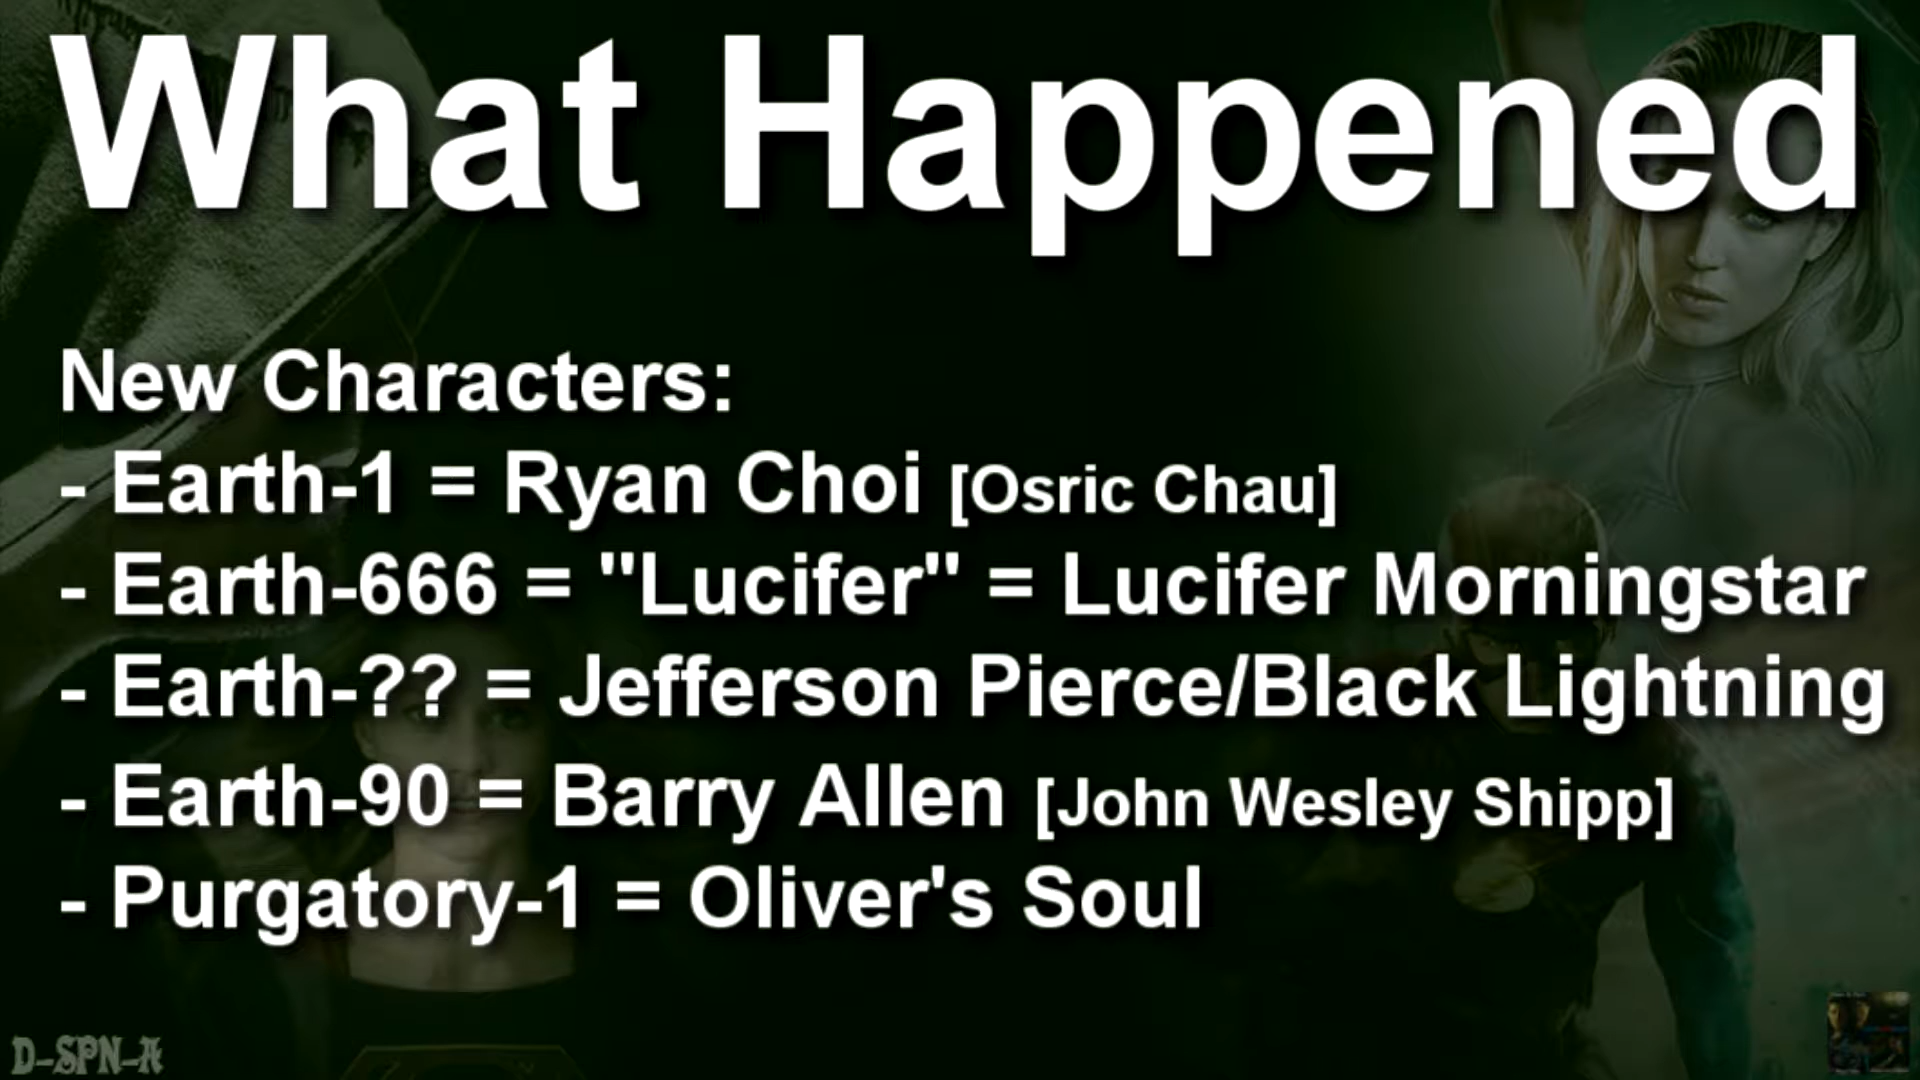 What Happened
New Characters:
- Earth-1 = Ryan Choi [Osric Chau]
- Earth-666 = "Lucifer" = Lucifer Morningstar
- Earth-?? = Jefferson Pierce/Black Lightning
- Earth-90 = Barry Allen [John Wesley Shipp]
- Purgatory-1 = Oliver's Soul
D-SPN-A